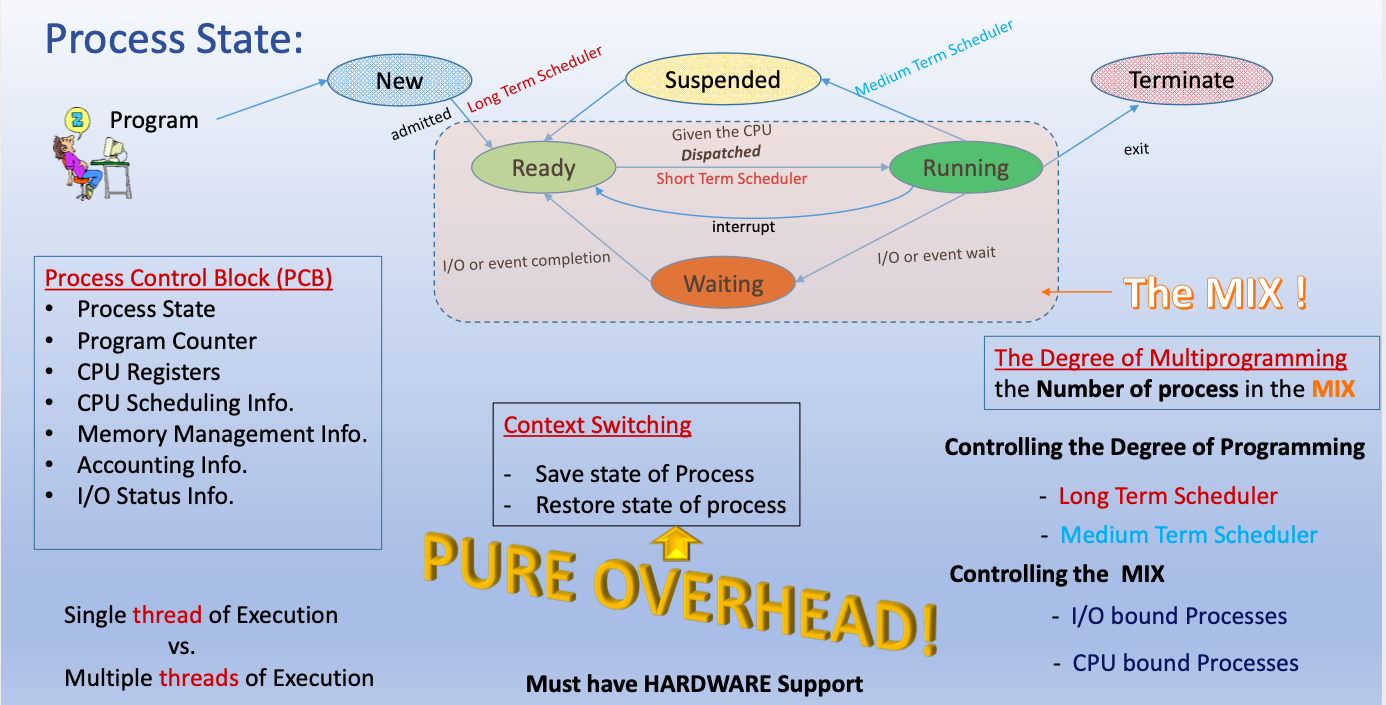 Process State:
Program
Z
New
admitted
Long Term Scheduler
Suspended
Medium Term Scheduler
Terminate
Ready
Given the CPU
Dispatched
Short Term Scheduler
Running
exit
interrupt
I/O or event completion
I/O or event wait
Waiting
The MIX !
Process Control Block (PCB)
• Process State
• Program Counter
• CPU Registers
• CPU Scheduling Info.
• Memory Management Info.
• Accounting Info.
• I/O Status Info.
Single thread of Execution
vs.
Multiple threads of Execution
Context Switching
- Save state of Process
- Restore state of process
PURE OVERHEAD!
Must have HARDWARE Support
The Degree of Multiprogramming
the Number of process in the MIX
Controlling the Degree of Programming
- Long Term Scheduler
- Medium Term Scheduler
Controlling the MIX
- I/O bound Processes
- CPU bound Processes